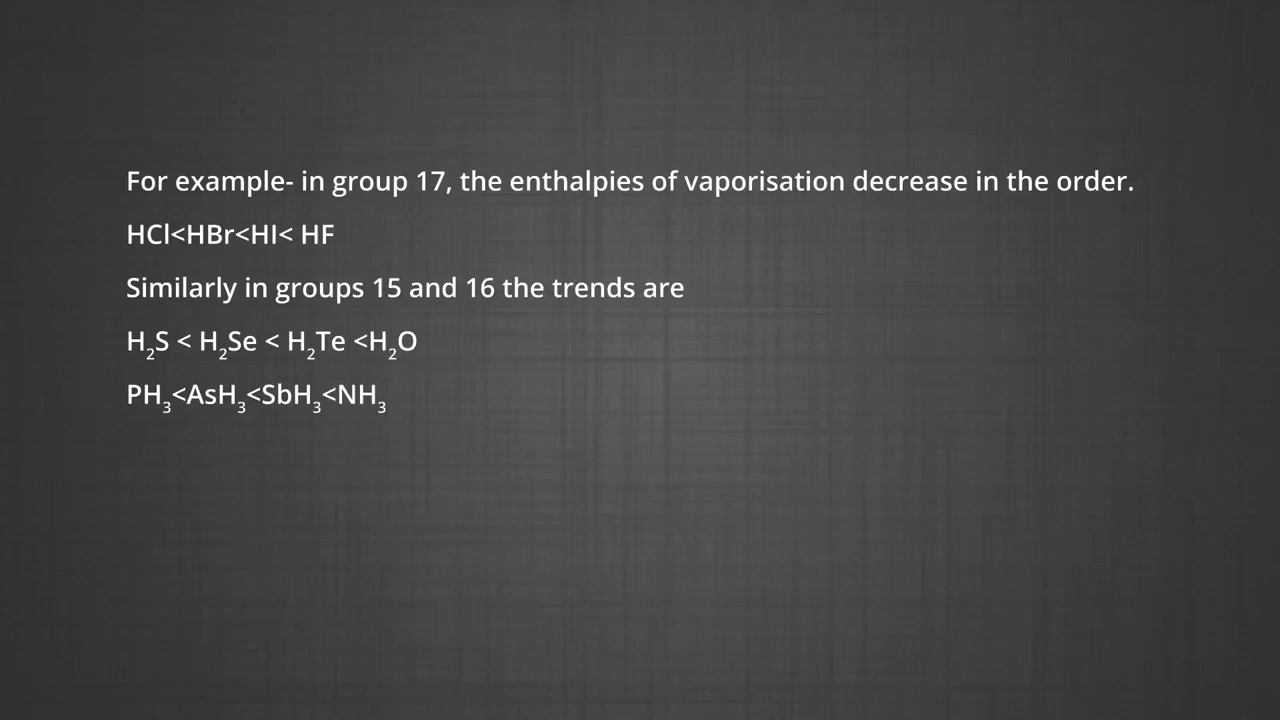 For example- in group 17, the enthalpies of vaporisation decrease in the order.
HCl<HBr<HI< HF
Similarly in groups 15 and 16 the trends are
H₂S < H₂Se < H₂Te <H₂O
PH₃<AsH₃<SbH₃<NH₃